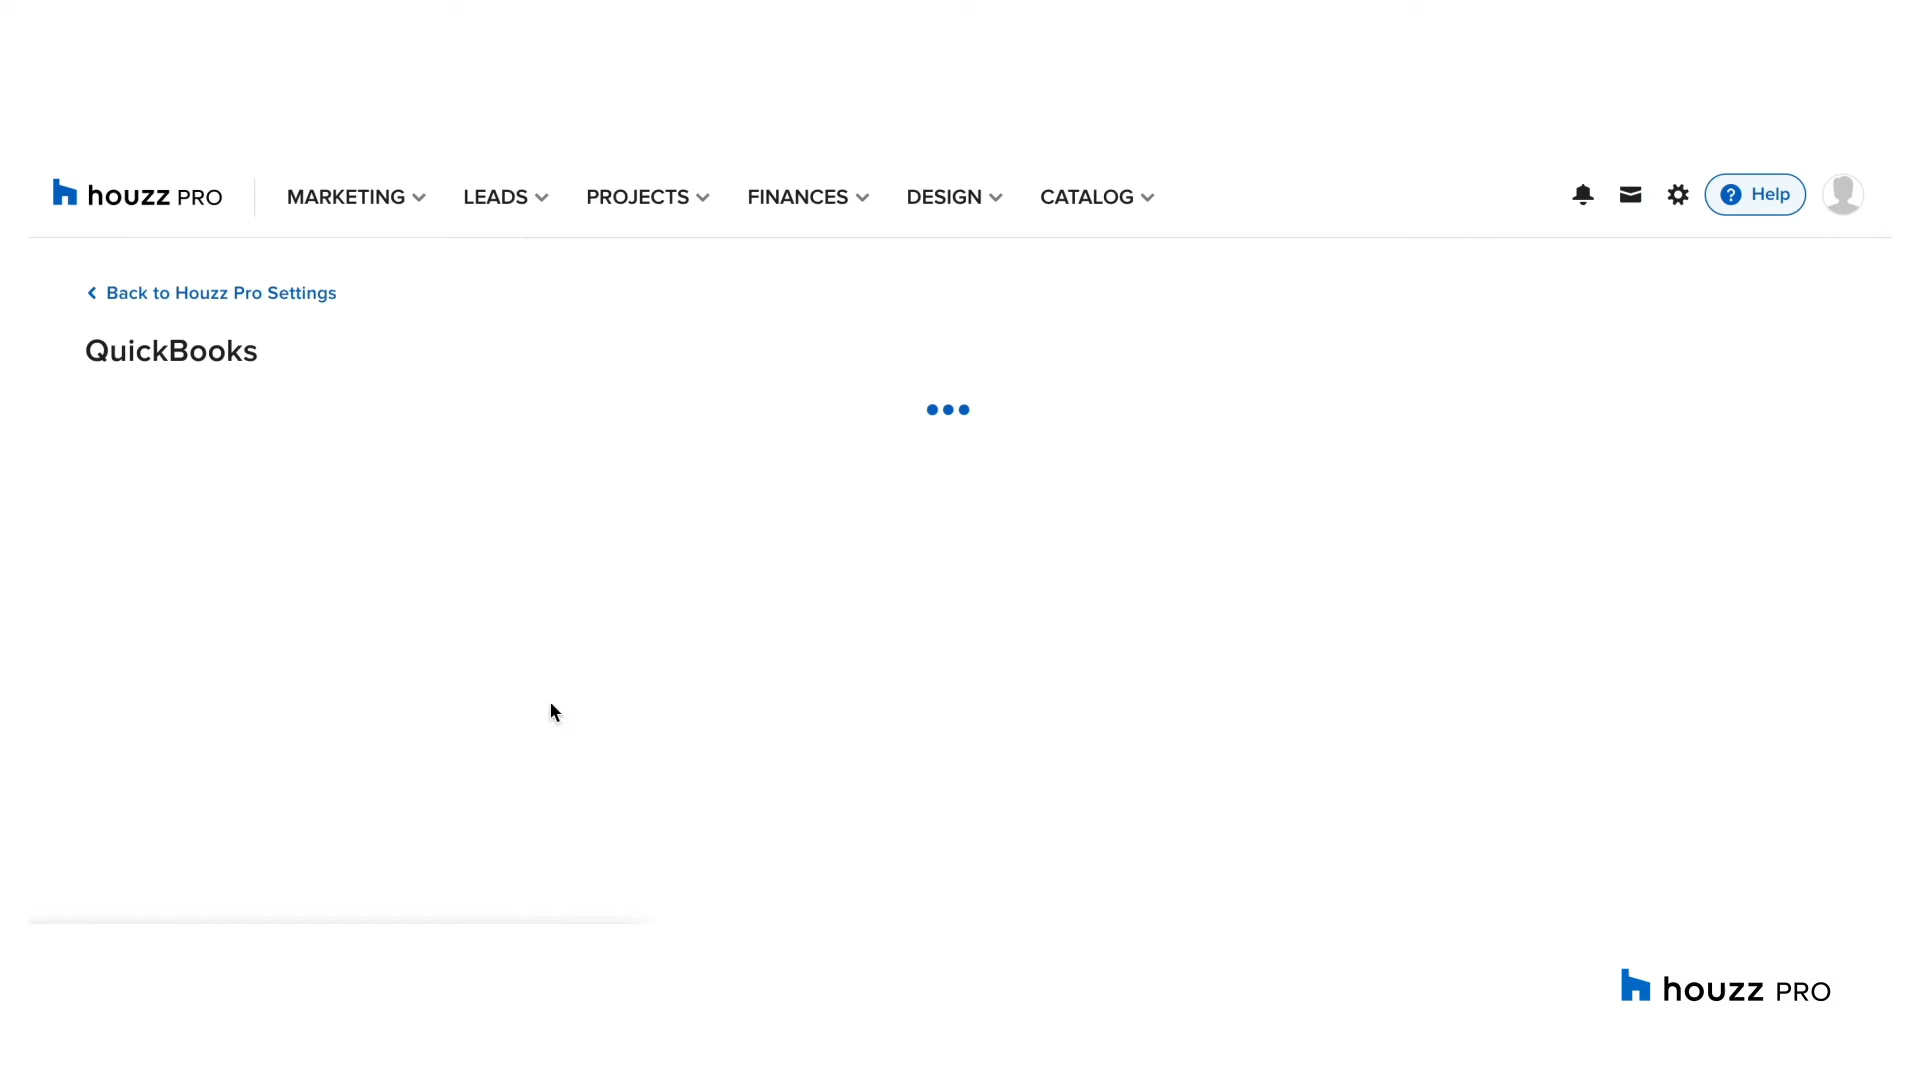 houzz PRO MARKETING LEADS PROJECTS FINANCES DESIGN CATALOG ? Help
Back to Houzz Pro Settings
QuickBooks
houzz PRO